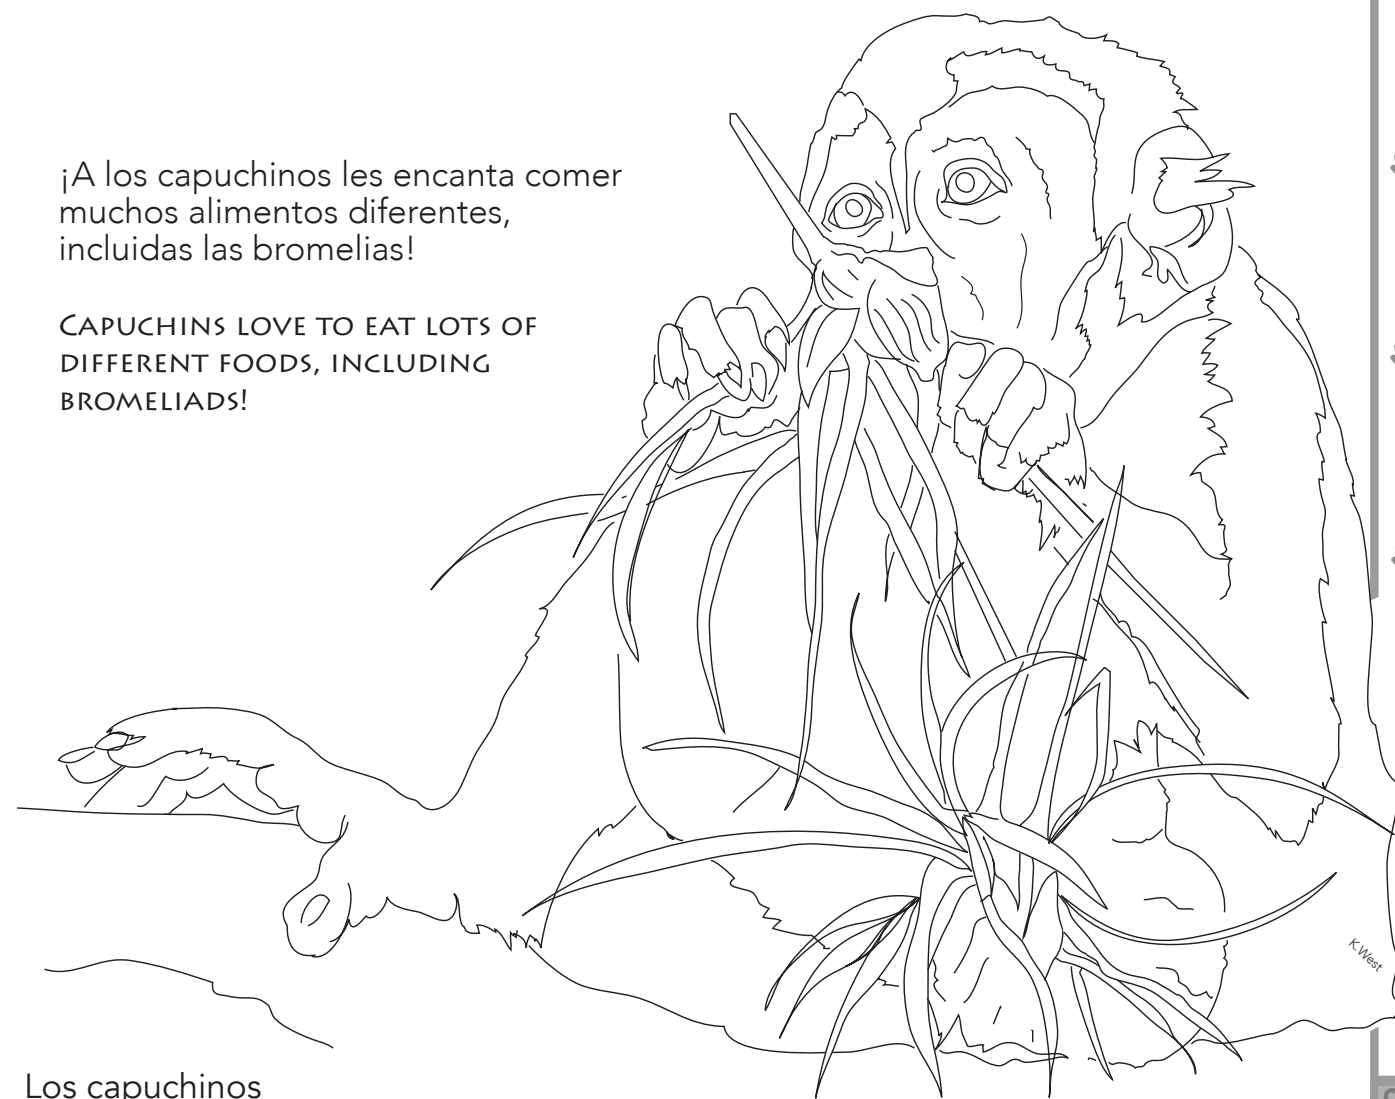 ¡A los capuchinos les encanta comer
muchos alimentos diferentes,
incluidas las bromelias!
Capuchins love to eat lots of
different foods, including
bromeliads!
K.West
Los capuchinos